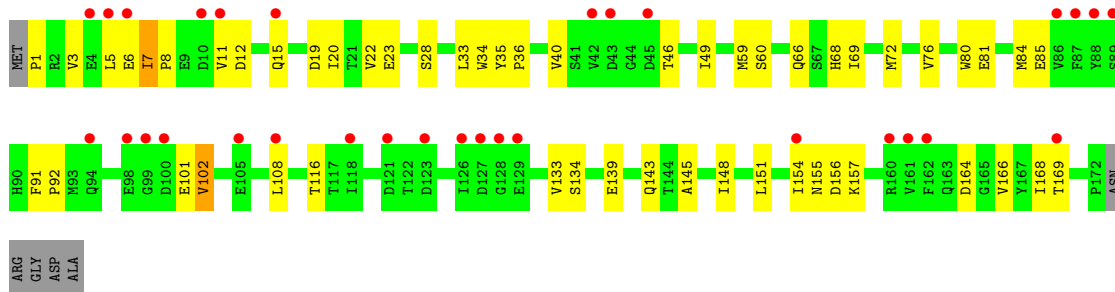 MET P1 R2 V3 E4 L5 E6 I7 P8 E9 D10 V11 D12 Q15 D19 I20 T21 V22 E23 S28 L33 W34 Y35 P36 V40 S41 V42 D43 G44 D45 T46 I49 M59 S60 Q66 S67 H68 I69 M72 V76 W80 E81 M84 E85 V86 F87 Y88 S89
H90 F91 P92 N93 Q94 E98 G99 D100 E101 V102 E105 L108 T116 T117 I118 D121 T122 D123 I126 D127 G128 E129 V133 S134 E139 Q143 T144 A145 I148 L151 I154 N155 D156 K157 R160 V161 F162 Q163 D164 G165 V166 Y167 I168 T169 P172 ASN
ARG GLY ASP ALA